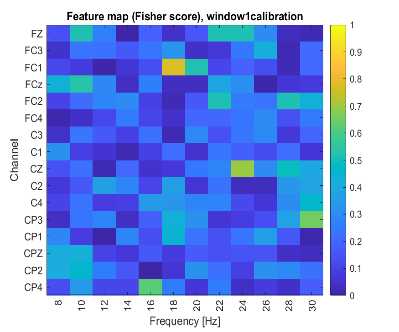 Feature map (Fisher score), window1calibration
Channel
FZ
FC3
FC1
FCz
FC2
FC4
C3
C1
CZ
C2
C4
CP3
CP1
CPZ
CP2
CP4
8 10 12 14 16 18 20 22 24 26 28 30
Frequency [Hz]
1
0.9
0.8
0.7
0.6
0.5
0.4
0.3
0.2
0.1
0